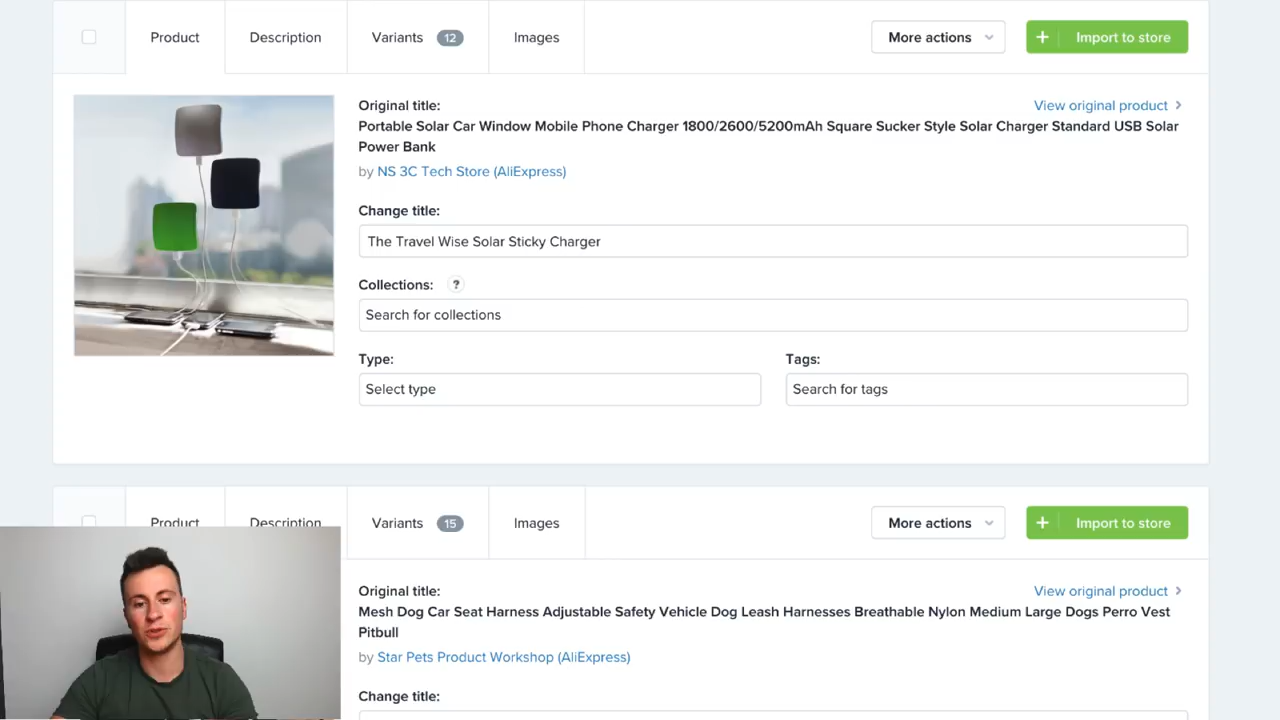 Product
Description
Variants 12
Images
More actions
+ Import to store
Original title:
View original product >
Portable Solar Car Window Mobile Phone Charger 1800/2600/5200mAh Square Sucker Style Solar Charger Standard USB Solar
Power Bank
by NS 3C Tech Store (AliExpress)
Change title:
The Travel Wise Solar Sticky Charger
Collections: ?
Search for collections
Type:
Tags:
Select type
Search for tags
Product
Description
Variants 15
Images
More actions
+ Import to store
Original title:
View original product >
Mesh Dog Car Seat Harness Adjustable Safety Vehicle Dog Leash Harnesses Breathable Nylon Medium Large Dogs Perro Vest
Pitbull
by Star Pets Product Workshop (AliExpress)
Change title: